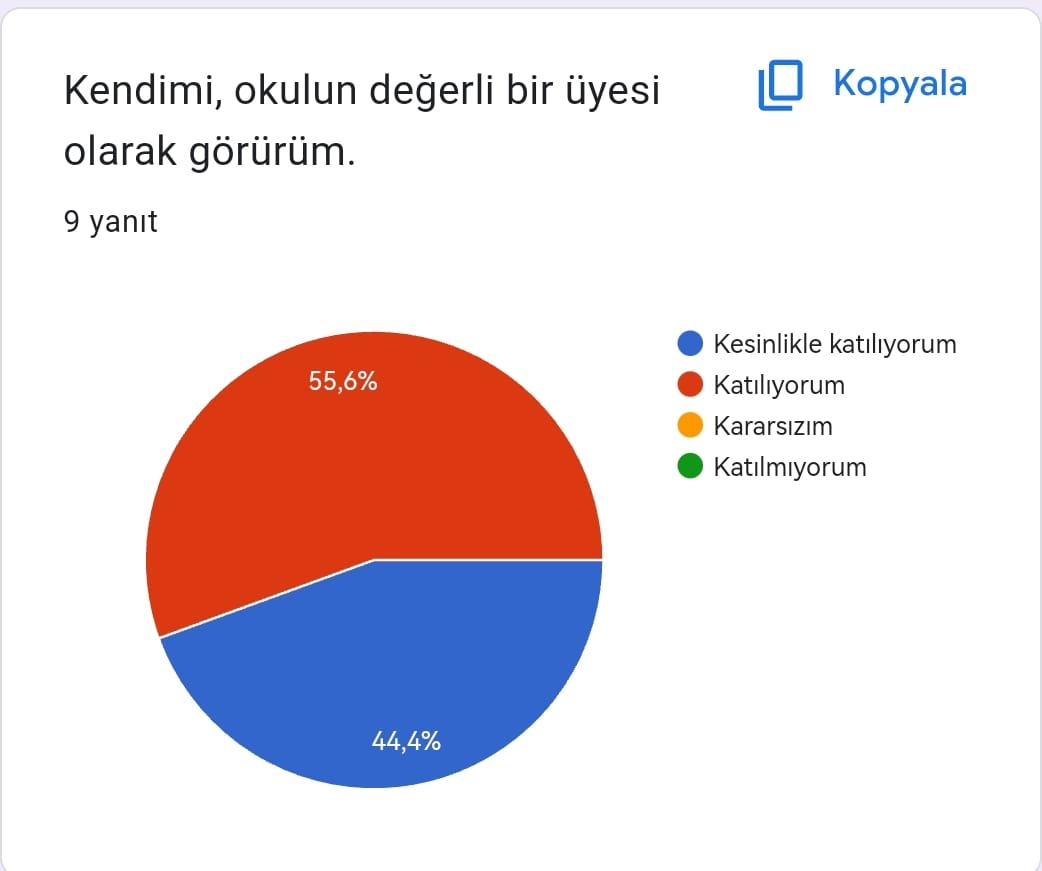 Kendimi, okulun değerli bir üyesi
olarak görürüm.
Kopyala
9 yanıt
55,6%
44,4%
Kesinlikle katılıyorum
Katılıyorum
Kararsızım
Katılmıyorum